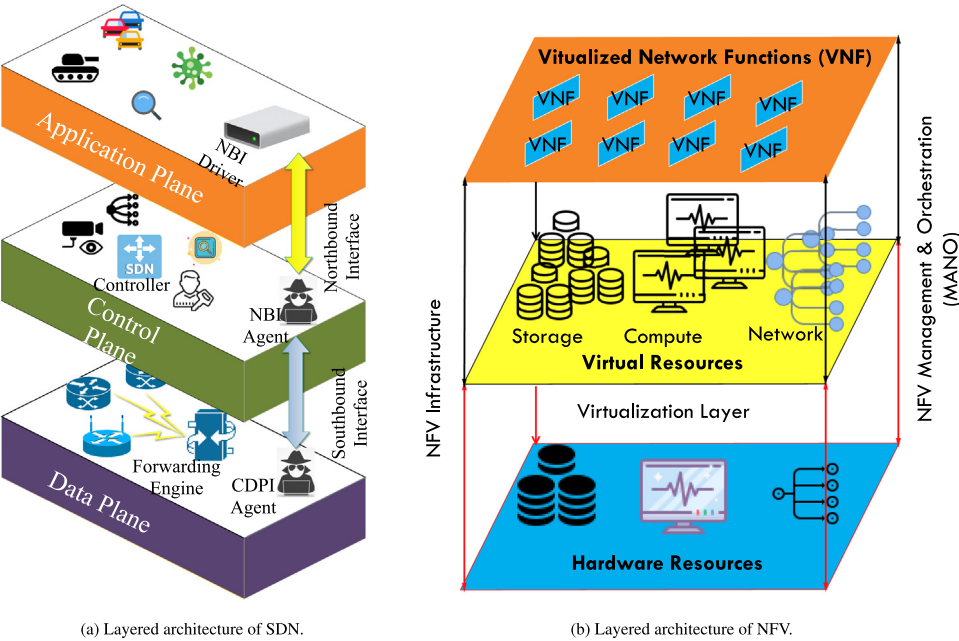 NBI
Driver
Application Plane
Northbound
Interface
SDN
Controller
NBI
Agent
Control
Plane
Southbound
Interface
Forwarding
Engine
CDPI
Agent
Data Plane
(a) Layered architecture of SDN.
Vitualized Network Functions (VNF)
VNF VNF VNF VNF
VNF VNF VNF VNF
Storage Compute Network
Virtual Resources
Virtualization Layer
Hardware Resources
NFV Infrastructure
NFV Management & Orchestration
(MANO)
(b) Layered architecture of NFV.